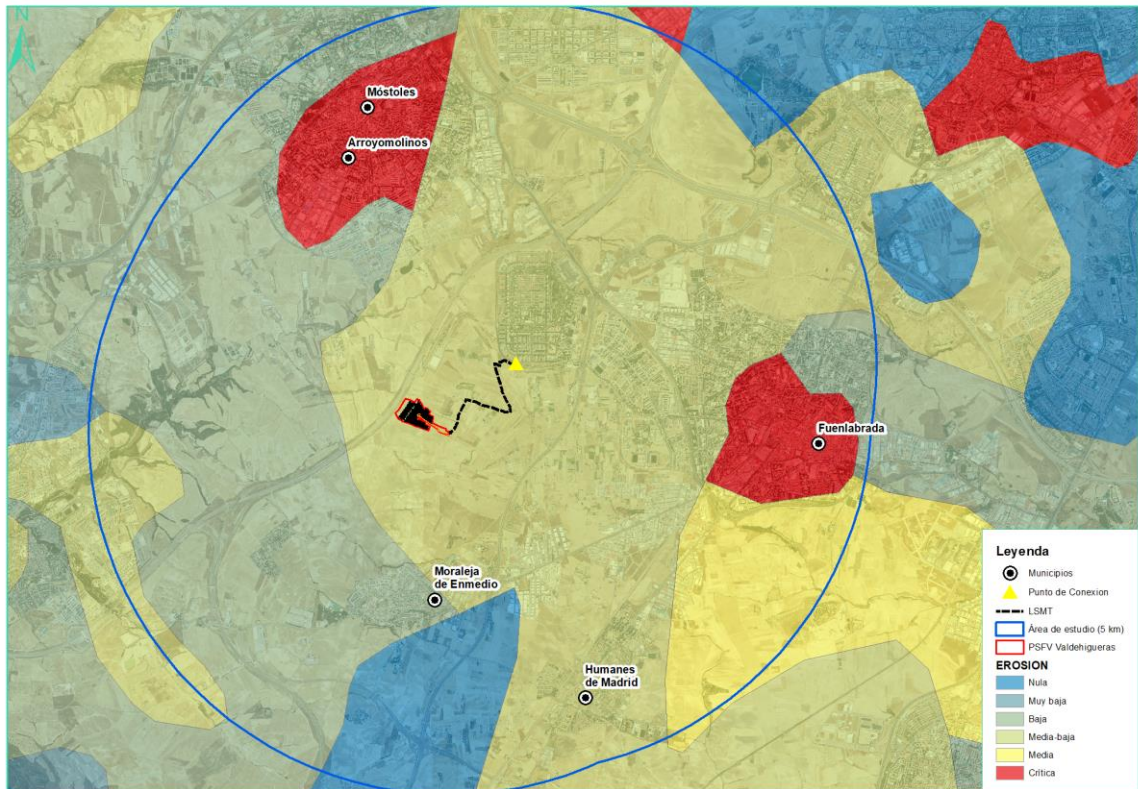 N
Móstoles
Arroyomolinos
Fuenlabrada
Moraleja
de Enmedio
Humanes
de Madrid
Leyenda
Municipios
Punto de Conexion
LSMT
Área de estudio (5 km)
PSFV Valdehigueras
EROSION
Nula
Muy baja
Baja
Media-baja
Media
Crítica